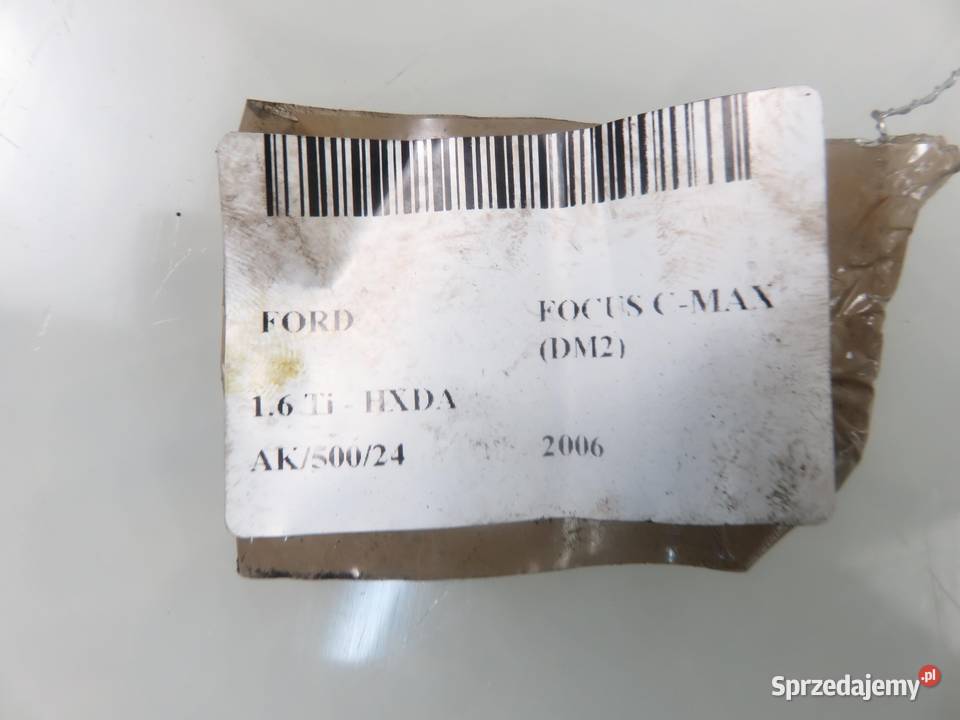 FORD FOCUS C-MAX
(DM2)
1.6 Ti - HXDA
AK/500/24 2006
Sprzedajemy.pl